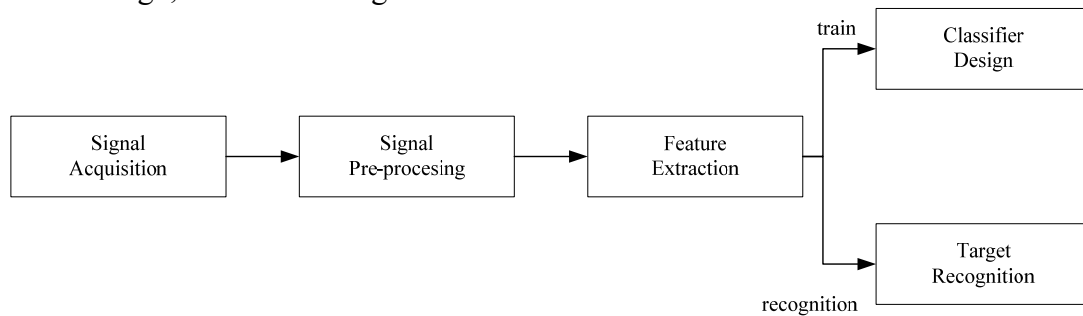 train
Classifier
Design
Signal
Acquisition
Signal
Pre-procesing
Feature
Extraction
Target
Recognition
recognition